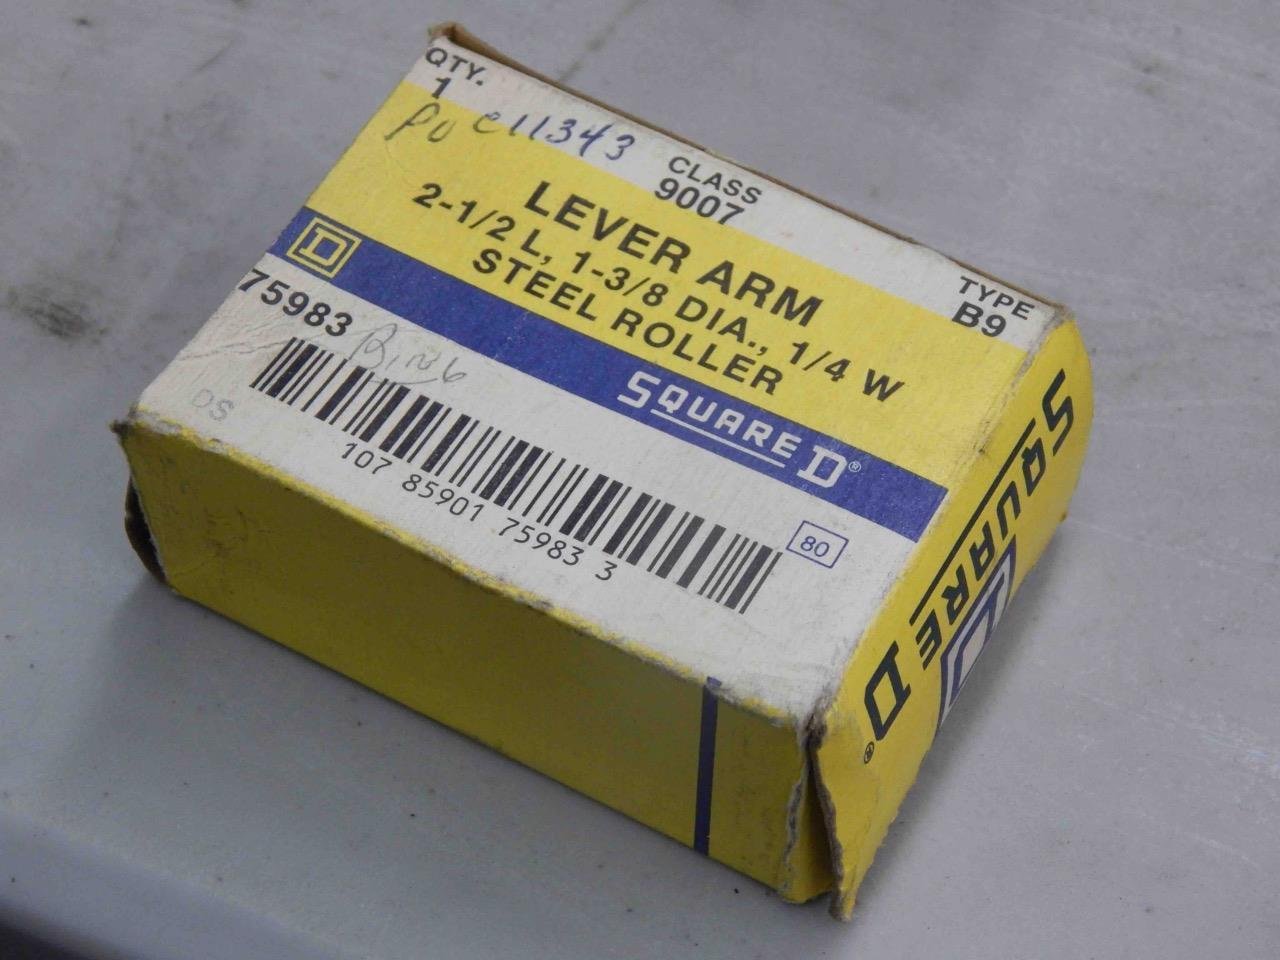 QTY.
1
PO e11343
CLASS
9007
TYPE
B9
LEVER ARM
2-1/2 L, 1-3/8 DIA., 1/4 W
STEEL ROLLER
D
SQUARE D®
75983
DS
107 85901 75983 3
80
SQUARE D®